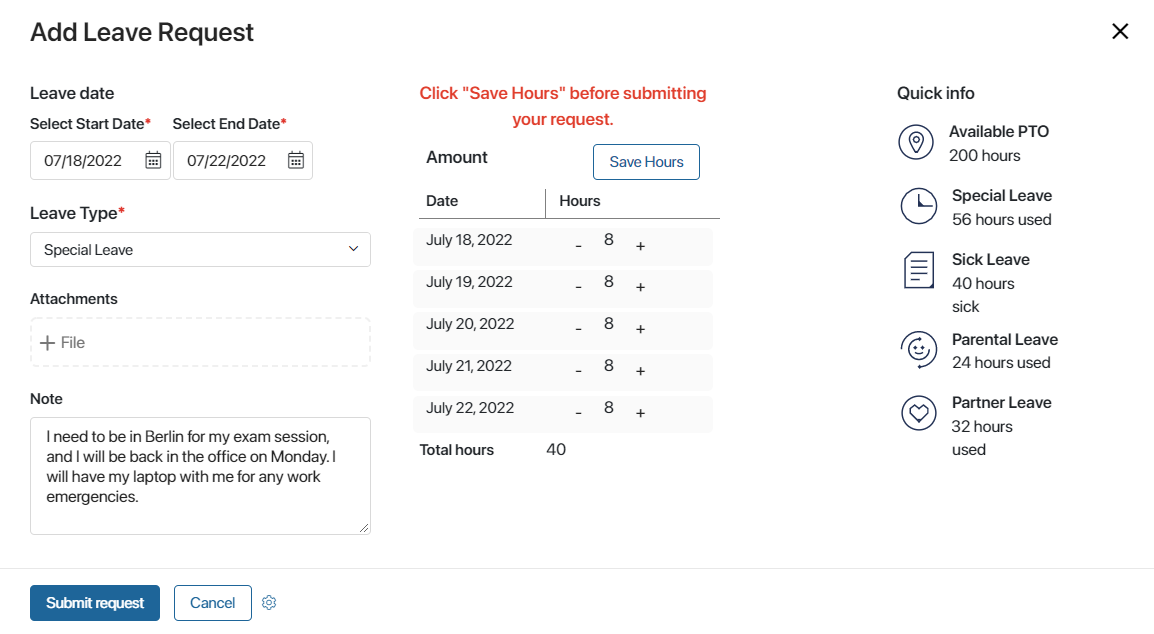 Add Leave Request
Leave date
Select Start Date* Select End Date*
07/18/2022 07/22/2022
Leave Type*
Special Leave
Attachments
File
Note
I need to be in Berlin for my exam session,
and I will be back in the office on Monday. I
will have my laptop with me for any work
emergencies.
Click "Save Hours" before submitting
your request.
Amount Save Hours
Date Hours
July 18, 2022 - 8 +
July 19, 2022 - 8 +
July 20, 2022 - 8 +
July 21, 2022 - 8 +
July 22, 2022 - 8 +
Total hours 40
Quick info
Available PTO
200 hours
Special Leave
56 hours used
Sick Leave
40 hours
sick
Parental Leave
24 hours used
Partner Leave
32 hours
used
Submit request Cancel